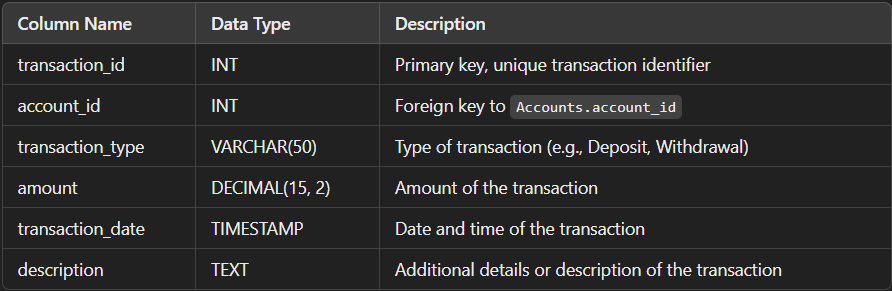 Column Name Data Type Description
transaction_id INT Primary key, unique transaction identifier
account_id INT Foreign key to Accounts.account_id
transaction_type VARCHAR(50) Type of transaction (e.g., Deposit, Withdrawal)
amount DECIMAL(15, 2) Amount of the transaction
transaction_date TIMESTAMP Date and time of the transaction
description TEXT Additional details or description of the transaction